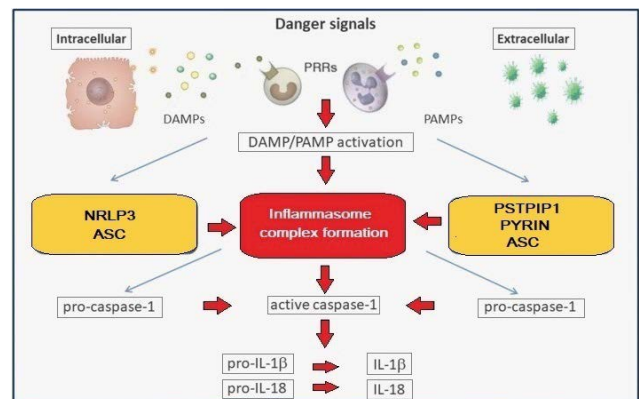 Danger signals
Intracellular
Extracellular
PRRs
DAMPs
PAMPs
DAMP/PAMP activation
NRLP3
ASC
Inflammasome
complex formation
PSTPIP1
PYRIN
ASC
pro-caspase-1
active caspase-1
pro-caspase-1
pro-IL-1β
IL-1β
pro-IL-18
IL-18